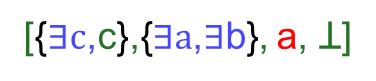 [{∃c,c},{∃a,∃b}, a, ⊥]